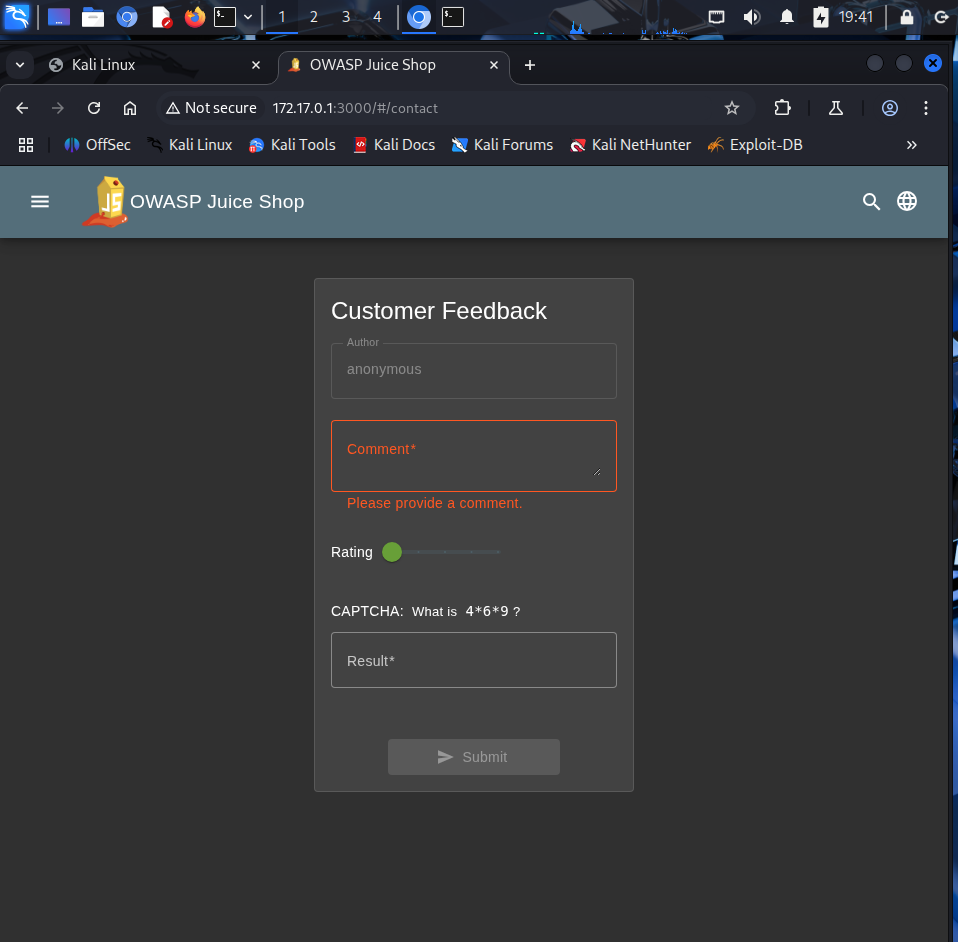 1 2 3 4 19:41
Kali Linux OWASP Juice Shop
Not secure 172.17.0.1:3000/#/contact
OffSec Kali Linux Kali Tools Kali Docs Kali Forums Kali NetHunter Exploit-DB »
JS OWASP Juice Shop
Customer Feedback
Author
anonymous
Comment*
Please provide a comment.
Rating
CAPTCHA: What is 4*6*9 ?
Result*
Submit